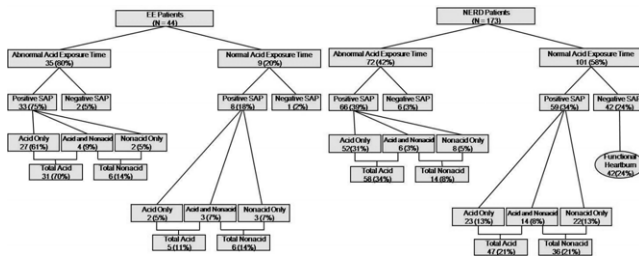 EE Patients
(N = 44)
Abnormal Acid Exposure Time
35 (80%)
Normal Acid Exposure Time
9 (20%)
Positive SAP
33 (75%)
Negative SAP
2 (5%)
Positive SAP
8 (18%)
Negative SAP
1 (2%)
Acid Only
27 (61%)
Acid and Nonacid
4 (9%)
Nonacid Only
2 (5%)
Total Acid
31 (70%)
Total Nonacid
6 (14%)
Acid Only
2 (5%)
Acid and Nonacid
3 (7%)
Nonacid Only
3 (7%)
Total Acid
5 (11%)
Total Nonacid
6 (14%)
NERD Patients
(N = 173)
Abnormal Acid Exposure Time
72 (42%)
Normal Acid Exposure Time
101 (58%)
Positive SAP
66 (39%)
Negative SAP
6 (3%)
Positive SAP
59 (34%)
Negative SAP
42 (24%)
Acid Only
52(31%)
Acid and Nonacid
6 (3%)
Nonacid Only
8 (5%)
Total Acid
58 (34%)
Total Nonacid
14 (8%)
Functional
Heartburn
42(24%)
Acid Only
23 (13%)
Acid and Nonacid
14 (8%)
Nonacid Only
22(13%)
Total Acid
47 (21%)
Total Nonacid
36 (21%)